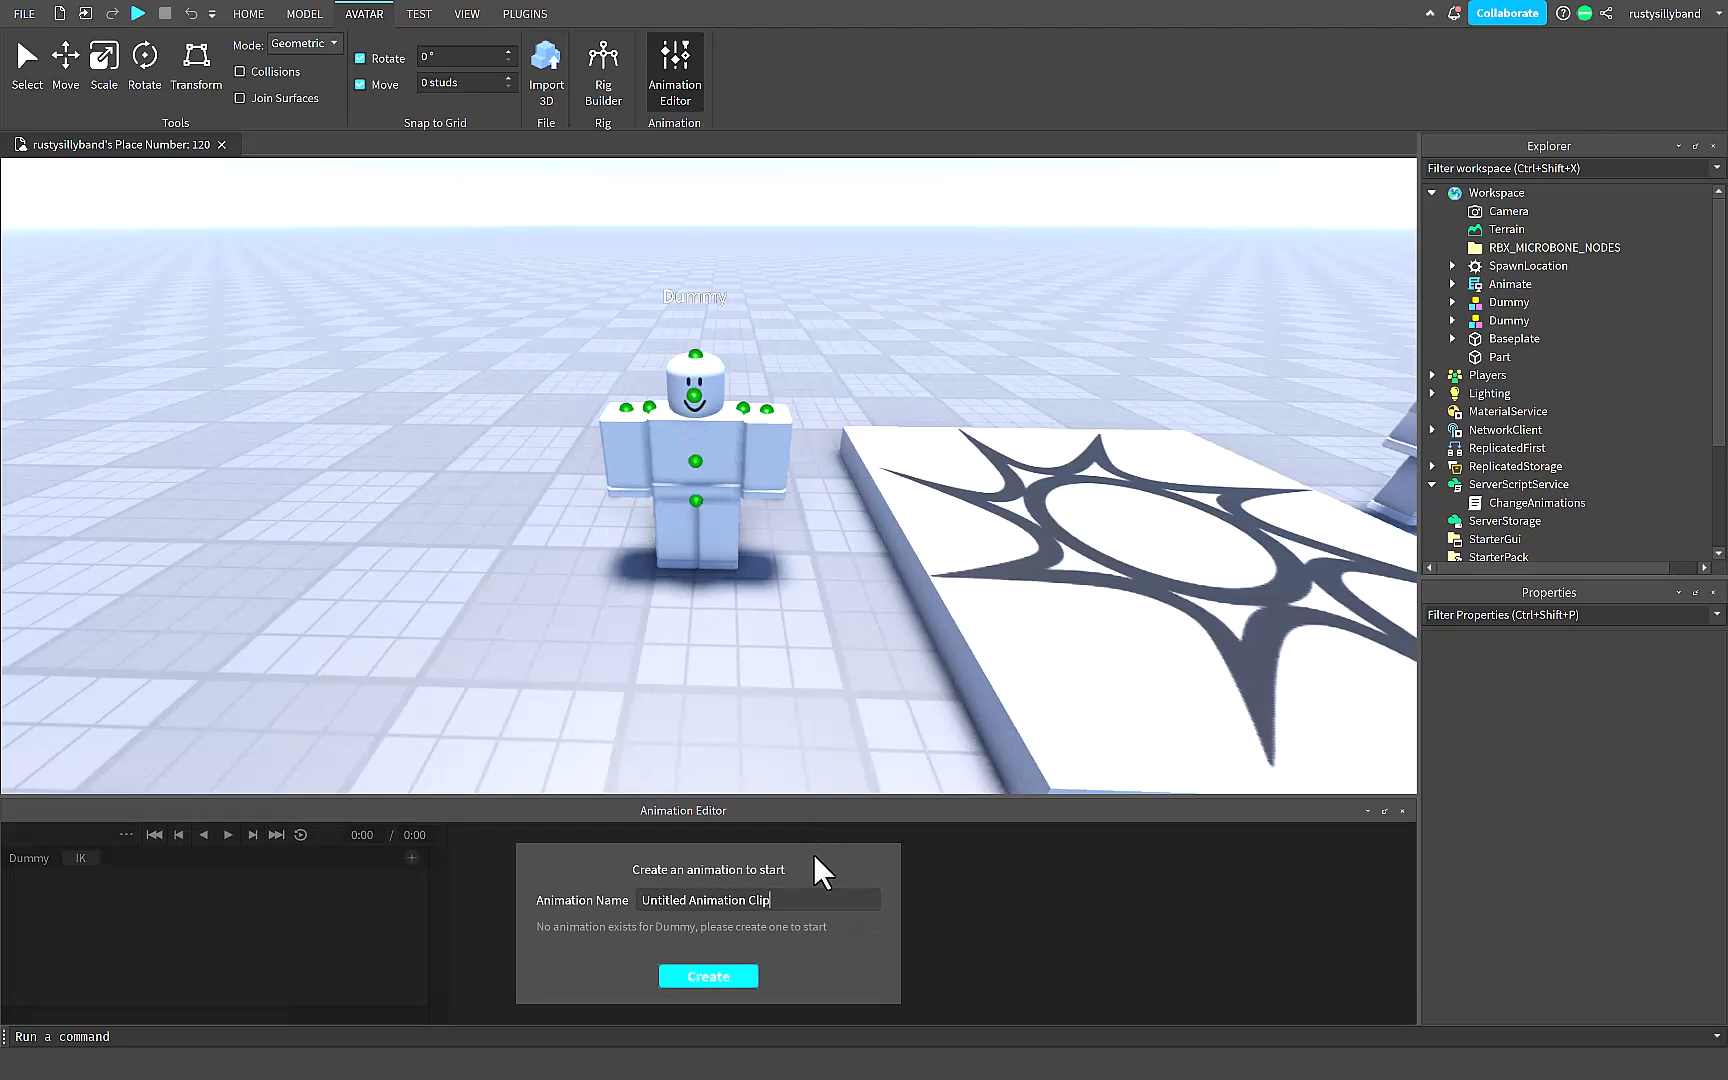 FILE HOME MODEL AVATAR TEST VIEW PLUGINS Collaborate rustysillyband
Select Move Scale Rotate Transform
Mode: Geometric
Collisions
Join Surfaces
Tools
Rotate 0°
Move 0 studs
Snap to Grid
Import
3D
File
Rig
Builder
Rig
Animation
Editor
Animation
rustysillyband's Place Number: 120
Dummy
Explorer
Filter workspace (Ctrl+Shift+X)
Workspace
Camera
Terrain
RBX_MICROBONE_NODES
SpawnLocation
Animate
Dummy
Dummy
Baseplate
Part
Players
Lighting
MaterialService
NetworkClient
ReplicatedFirst
ReplicatedStorage
ServerScriptService
ChangeAnimations
ServerStorage
StarterGui
StarterPack
Properties
Filter Properties (Ctrl+Shift+P)
Animation Editor
0:00 / 0:00
Dummy IK
Create an animation to start
Animation Name Untitled Animation Clip
No animation exists for Dummy, please create one to start
Create
Run a command